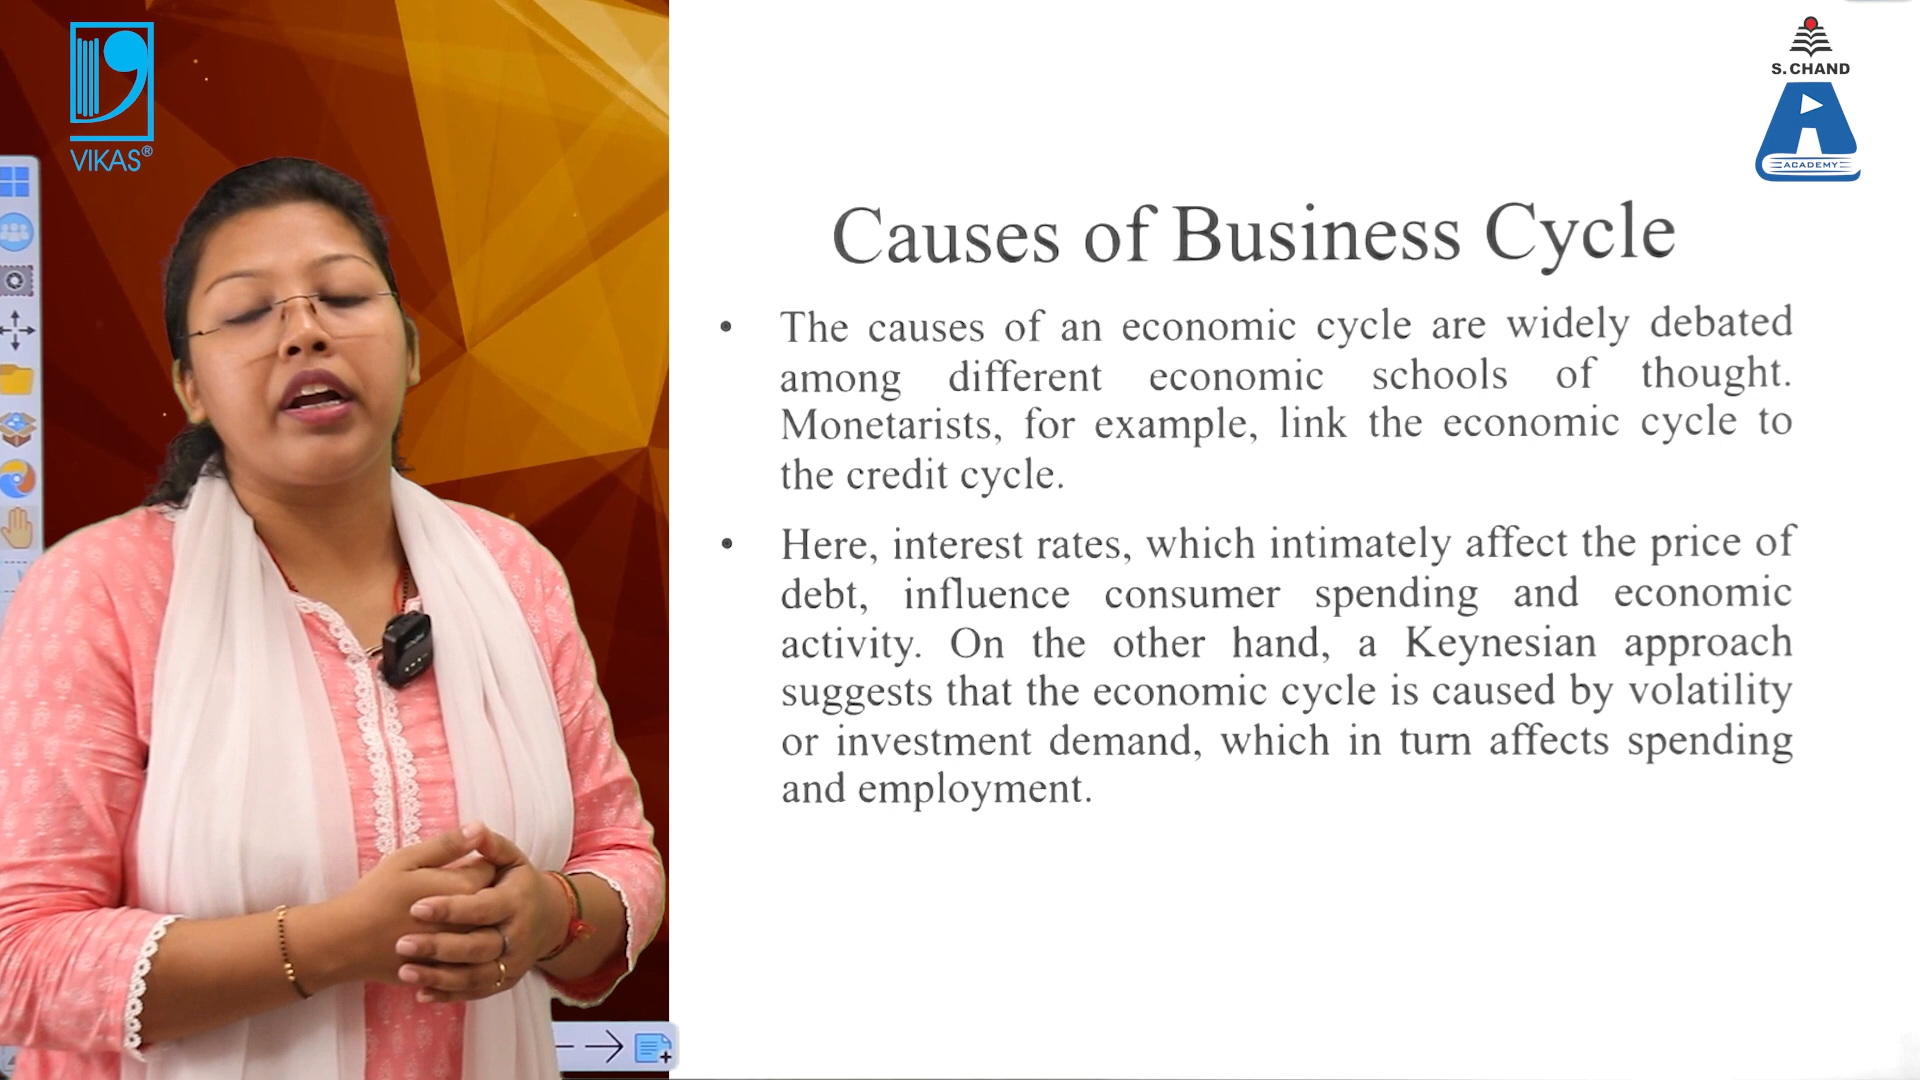 VIKAS®
S. CHAND
ACADEMY
Causes of Business Cycle
• The causes of an economic cycle are widely debated
among different economic schools of thought.
Monetarists, for example, link the economic cycle to
the credit cycle.
• Here, interest rates, which intimately affect the price of
debt, influence consumer spending and economic
activity. On the other hand, a Keynesian approach
suggests that the economic cycle is caused by volatility
or investment demand, which in turn affects spending
and employment.